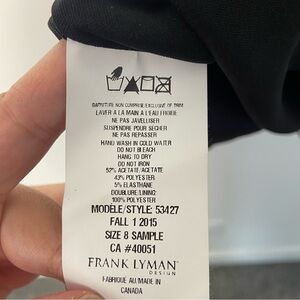 GARNITURE NON COMPRISE/EXCLUSIVE OF TRIM
LAVER A LA MAIN A L'EAU FROIDE
NE PAS JAVELLISER
SUSPENDRE POUR SECHER
NE PAS REPASSER
HAND WASH IN COLD WATER
DO NOT BLEACH
HANG TO DRY
DO NOT IRON
52% ACETATE/ACETATE
43% POLYESTER
5% ELASTHANE
DOUBLURE/LINING:
100% POLYESTER
MODELE/STYLE: 53427
FALL 1 2015
SIZE 8 SAMPLE
CA #40051
FRANK LYMAN
DESIGN
FABRIQUE AU/MADE IN
CANADA